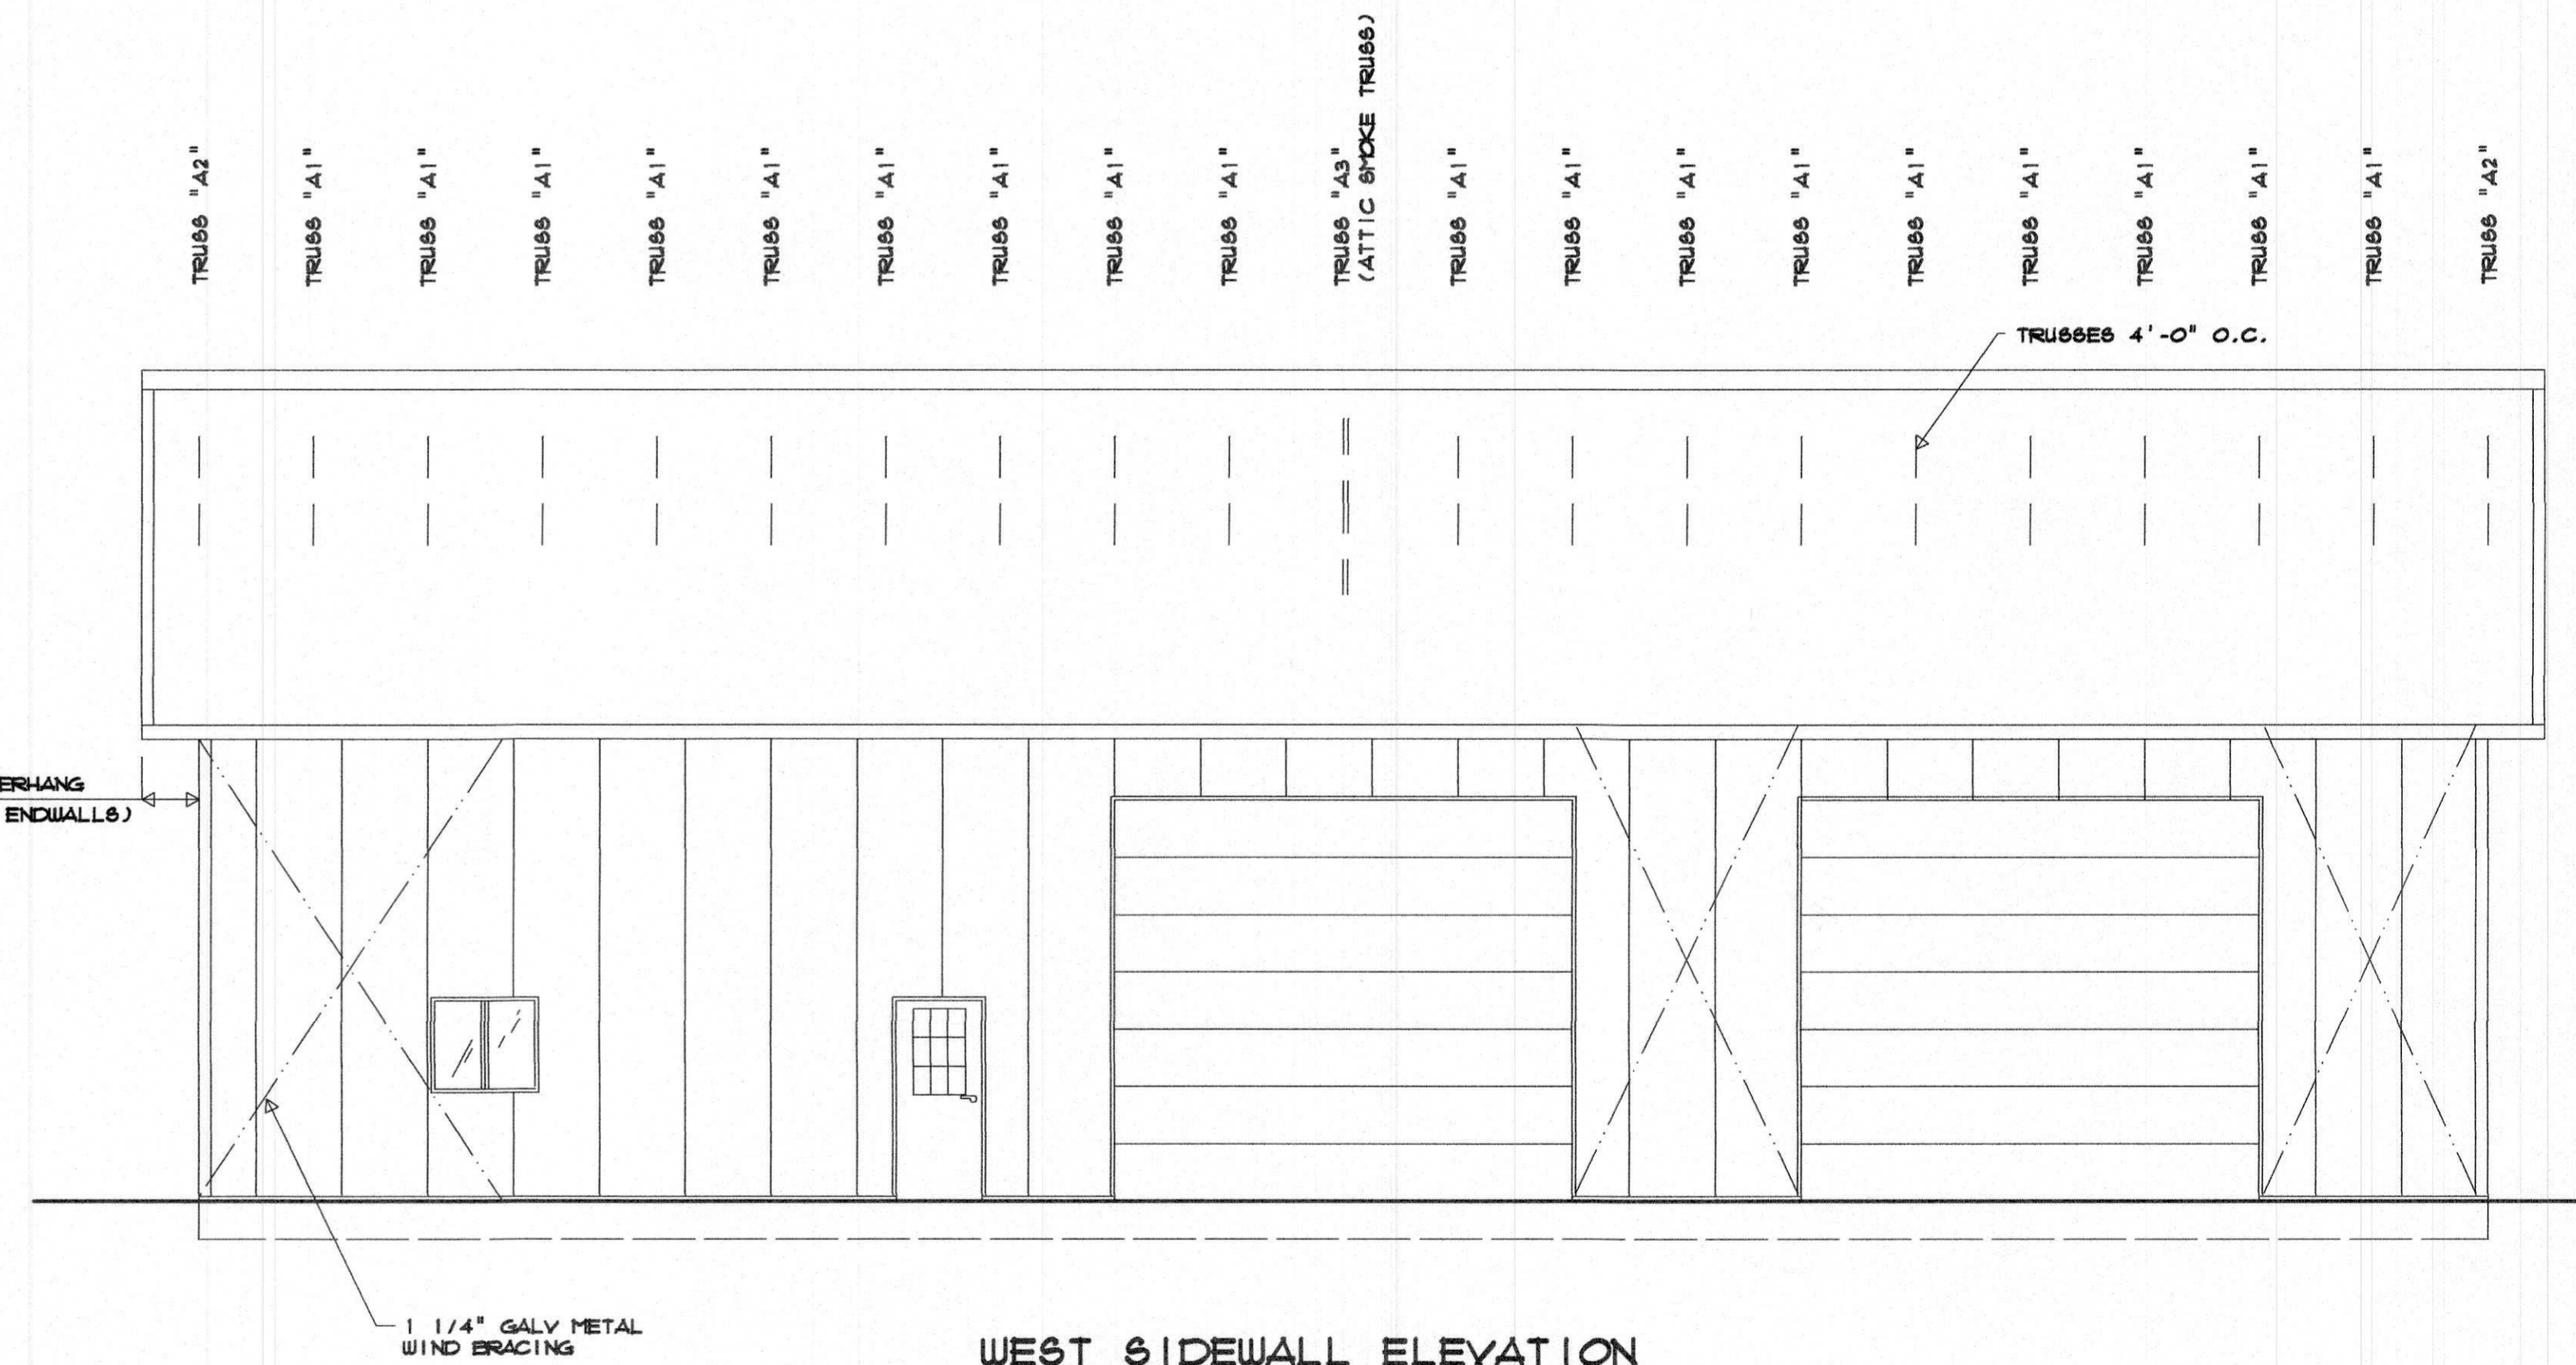 TRUSS "A2"
TRUSS "A1"
TRUSS "A1"
TRUSS "A1"
TRUSS "A1"
TRUSS "A1"
TRUSS "A1"
TRUSS "A1"
TRUSS "A1"
TRUSS "A1"
TRUSS "A3"
(ATTIC SMOKE TRUSS)
TRUSS "A1"
TRUSS "A1"
TRUSS "A1"
TRUSS "A1"
TRUSS "A1"
TRUSS "A1"
TRUSS "A1"
TRUSS "A1"
TRUSS "A1"
TRUSS "A2"
TRUSSES 4'-0" O.C.
ERHANG
ENDWALLS)
1 1/4" GALV METAL
WIND BRACING
WEST SIDEWALL ELEVATION